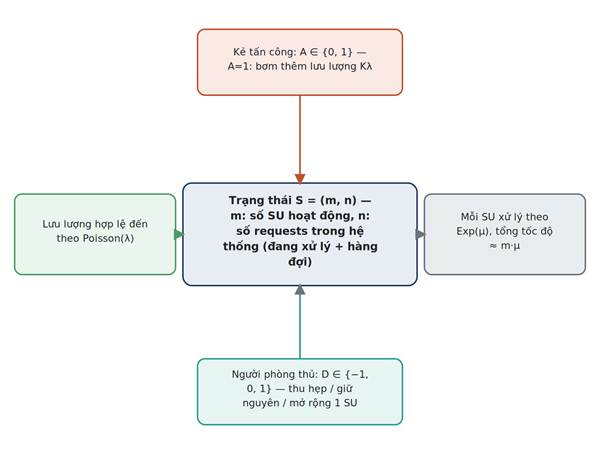 Kẻ tấn công: A ∈ {0, 1} —
A=1: bơm thêm lưu lượng Kλ
Lưu lượng hợp lệ đến
theo Poisson(λ)
Trạng thái S = (m, n) —
m: số SU hoạt động, n:
số requests trong hệ
thống (đang xử lý + hàng
đợi)
Mỗi SU xử lý theo
Exp(μ), tổng tốc độ
≈ m·μ
Người phòng thủ: D ∈ {−1,
0, 1} — thu hẹp / giữ
nguyên / mở rộng 1 SU